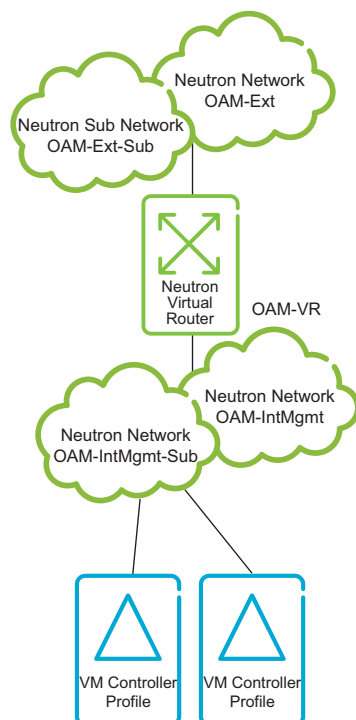 Neutron Network
OAM-Ext
Neutron Sub Network
OAM-Ext-Sub
Neutron
Virtual
Router
OAM-VR
Neutron Network
OAM-IntMgmt
Neutron Network
OAM-IntMgmt-Sub
VM Controller
Profile
VM Controller
Profile